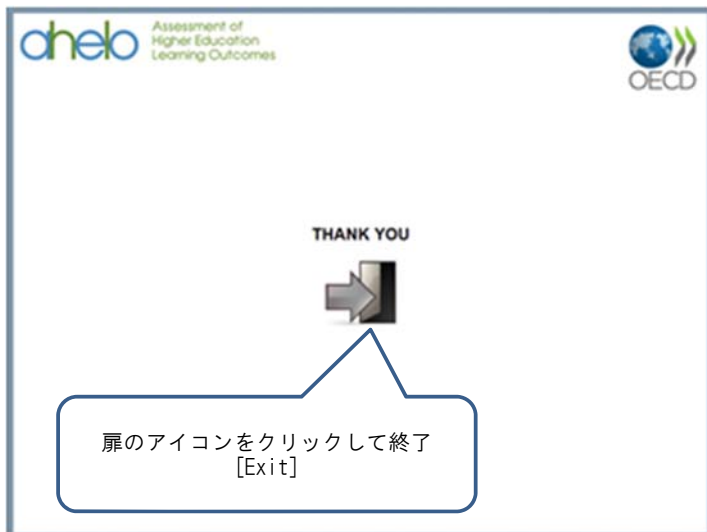 ahelo
Assessment of
Higher Education
Learning Outcomes
OECD
THANK YOU
扉のアイコンをクリックして終了
[Exit]